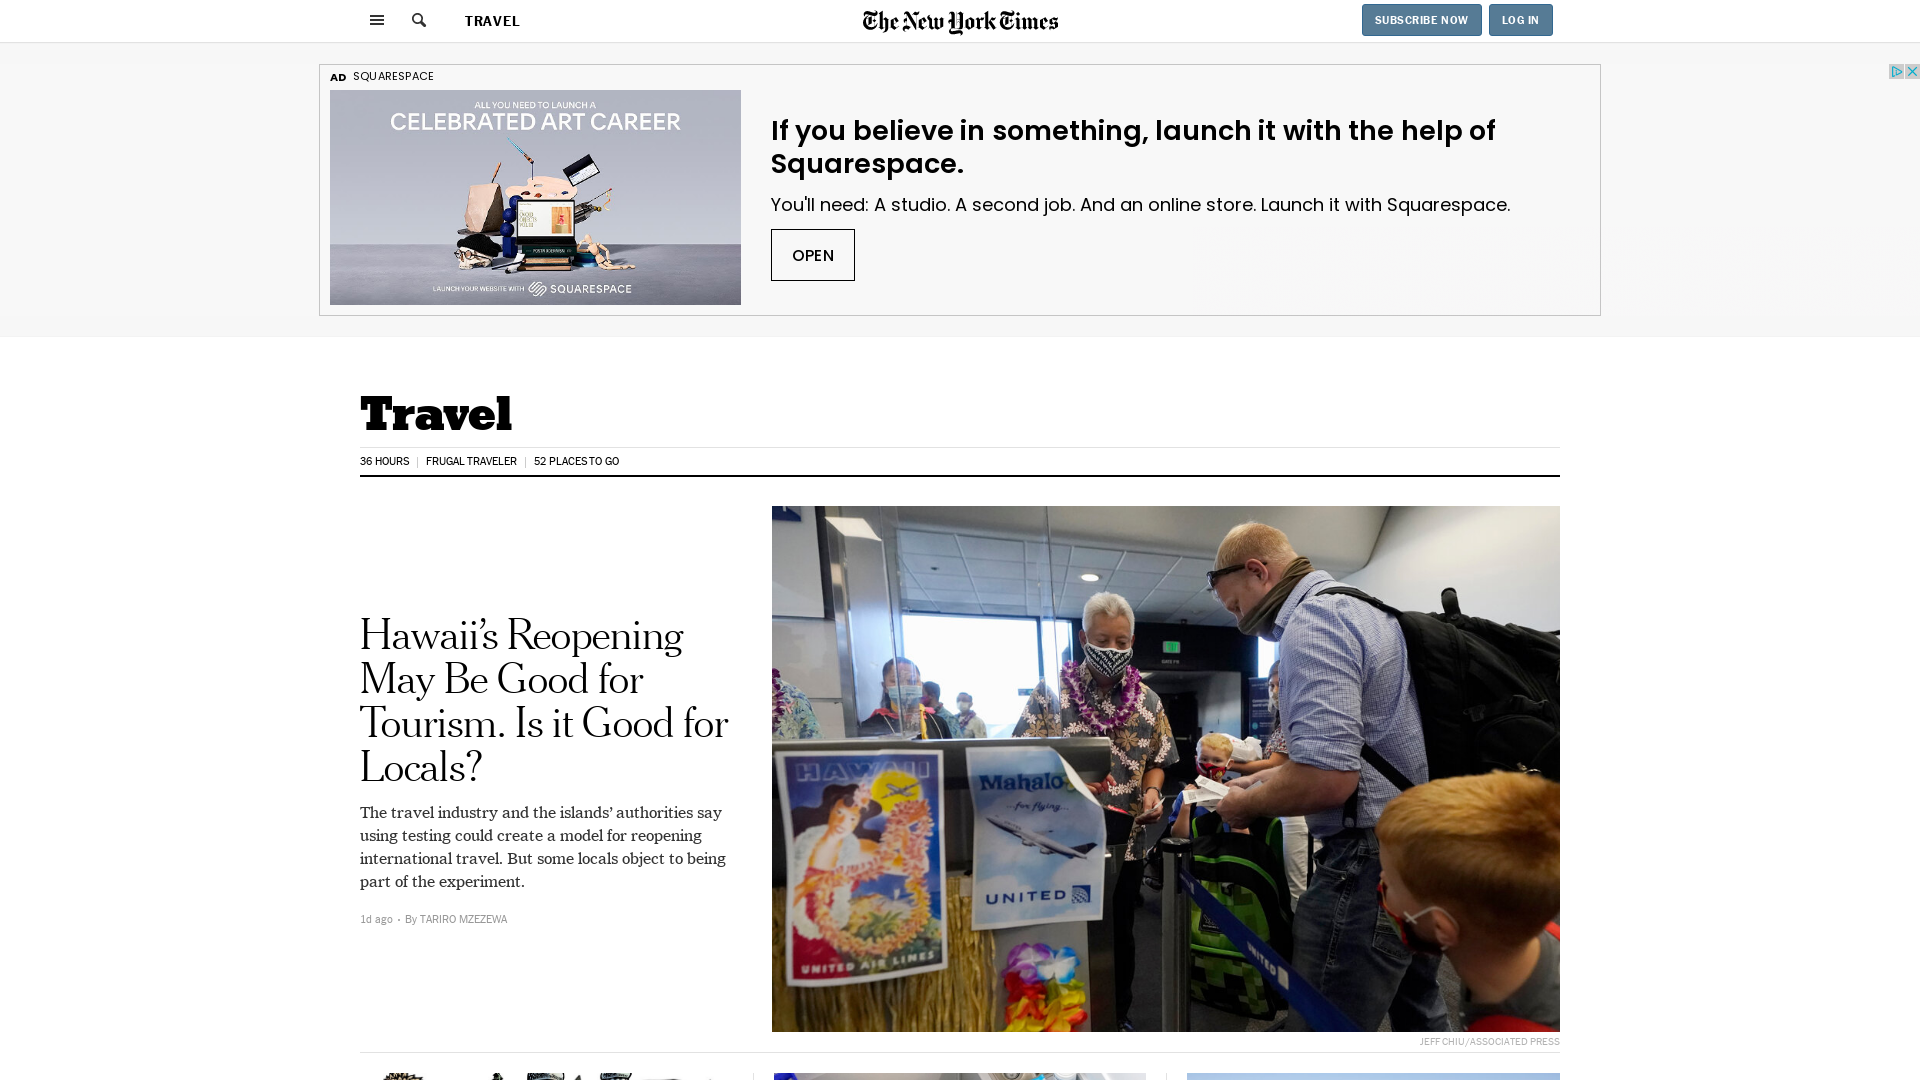 TRAVEL
The New York Times
SUBSCRIBE NOW
LOG IN
AD SQUARESPACE
ALL YOU NEED TO LAUNCH A
CELEBRATED ART CAREER
LAUNCH YOUR WEBSITE WITH SQUARESPACE
If you believe in something, launch it with the help of
Squarespace.
You'll need: A studio. A second job. And an online store. Launch it with Squarespace.
OPEN
Travel
36 HOURS
FRUGAL TRAVELER
52 PLACES TO GO
Hawaii’s Reopening
May Be Good for
Tourism. Is it Good for
Locals?
The travel industry and the islands’ authorities say
using testing could create a model for reopening
international travel. But some locals object to being
part of the experiment.
1d ago • By TARIRO MZEZEWA
HAWAII
UNITED AIR LINES
Mahalo
...for flying...
UNITED
UNITED
JEFF CHIU/ASSOCIATED PRESS